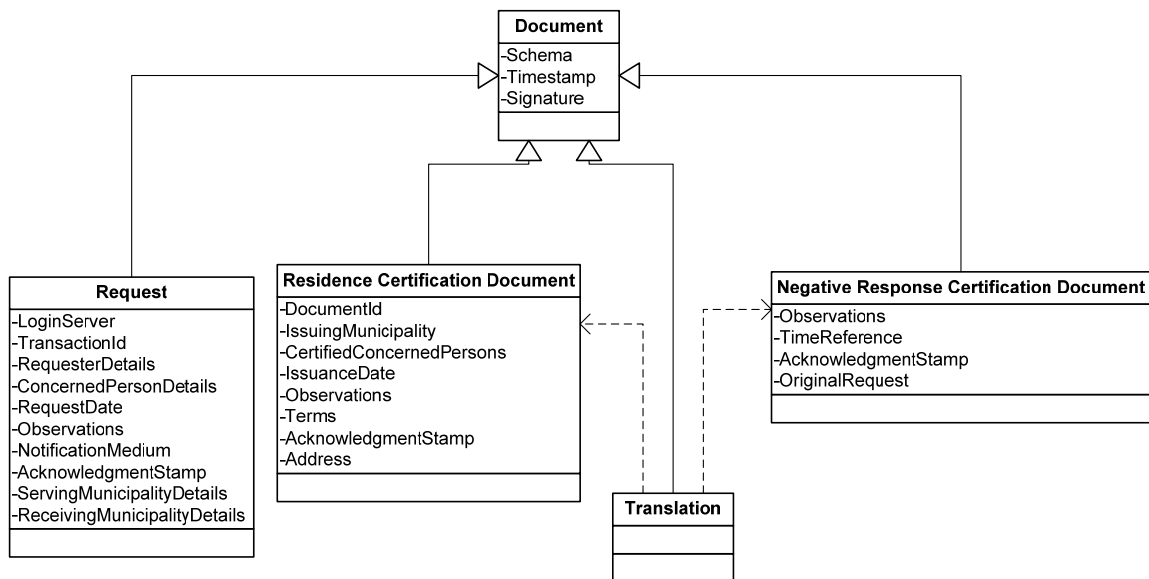 Document
-Schema
-Timestamp
-Signature
Request
-LoginServer
-TransactionId
-RequesterDetails
-ConcernedPersonDetails
-RequestDate
-Observations
-NotificationMedium
-AcknowledgmentStamp
-ServingMunicipalityDetails
-ReceivingMunicipalityDetails
Residence Certification Document
-DocumentId
-IssuingMunicipality
-CertifiedConcernedPersons
-IssuanceDate
-Observations
-Terms
-AcknowledgmentStamp
-Address
Negative Response Certification Document
-Observations
-TimeReference
-AcknowledgmentStamp
-OriginalRequest
Translation